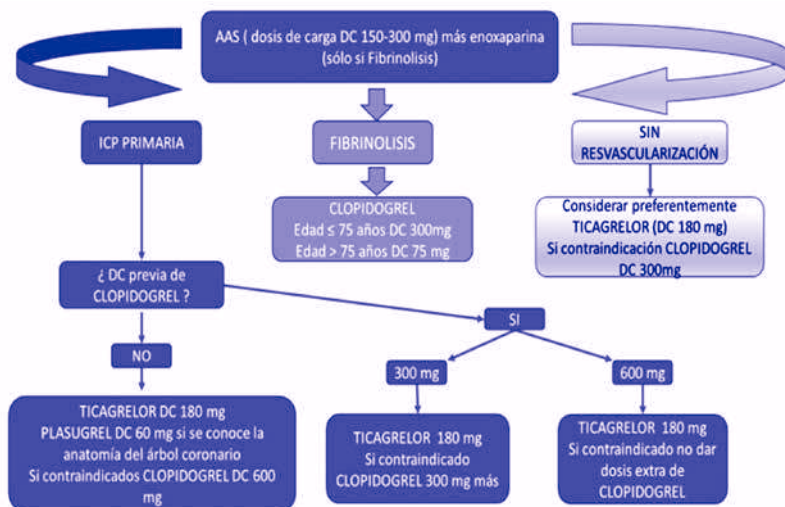 AAS ( dosis de carga DC 150-300 mg) más enoxaparina
(sólo si Fibrinolisis)
ICP PRIMARIA
FIBRINOLISIS
SIN
RESVASCULARIZACIÓN
CLOPIDOGREL
Edad ≤ 75 años DC 300mg
Edad > 75 años DC 75 mg
Considerar preferentemente
TICAGRELOR (DC 180 mg)
Si contraindicación CLOPIDOGREL
DC 300mg
¿ DC previa de
CLOPIDOGREL ?
SI
NO
300 mg
600 mg
TICAGRELOR DC 180 mg
PLASUGREL DC 60 mg si se conoce la
anatomía del árbol coronario
Si contraindicados CLOPIDOGREL DC 600
mg
TICAGRELOR 180 mg
Si contraindicado
CLOPIDOGREL 300 mg más
TICAGRELOR 180 mg
Si contraindicado no dar
dosis extra de
CLOPIDOGREL